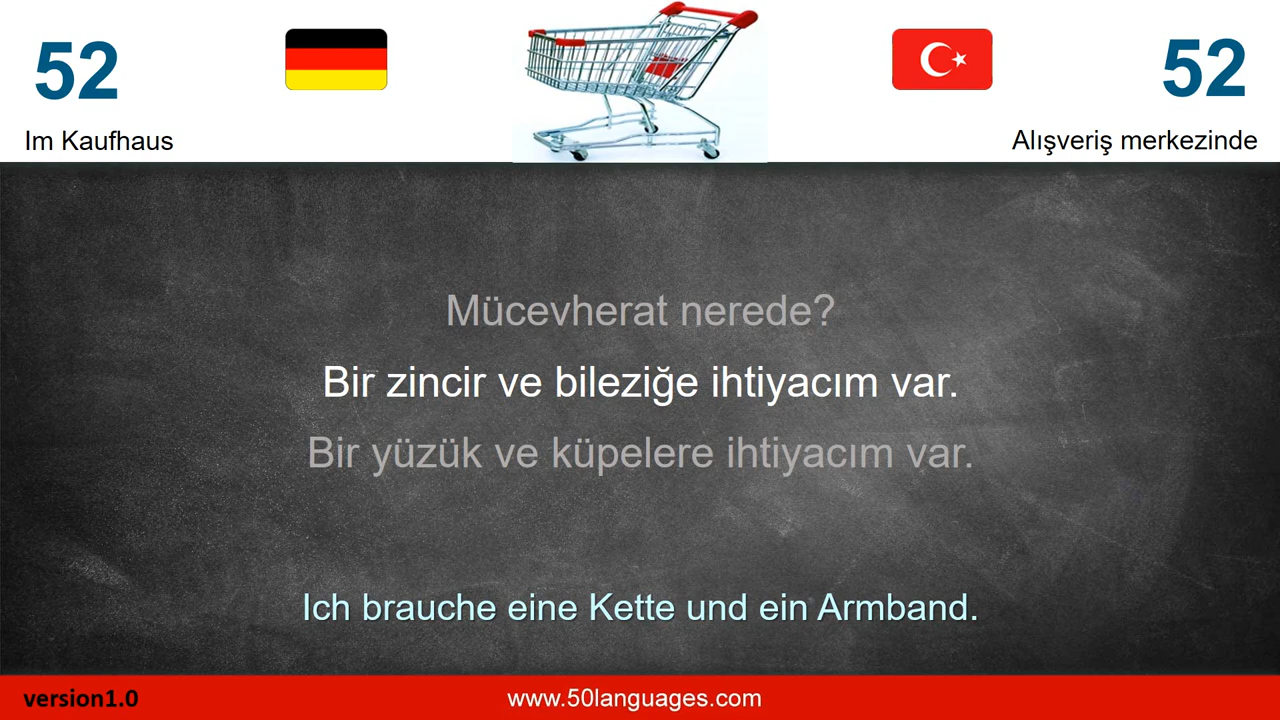 52
52
Im Kaufhaus
Alışveriş merkezinde
Mücevherat nerede?
Bir zincir ve bileziğe ihtiyacım var.
Bir yüzük ve küpelere ihtiyacım var.
Ich brauche eine Kette und ein Armband.
version1.0
www.50languages.com